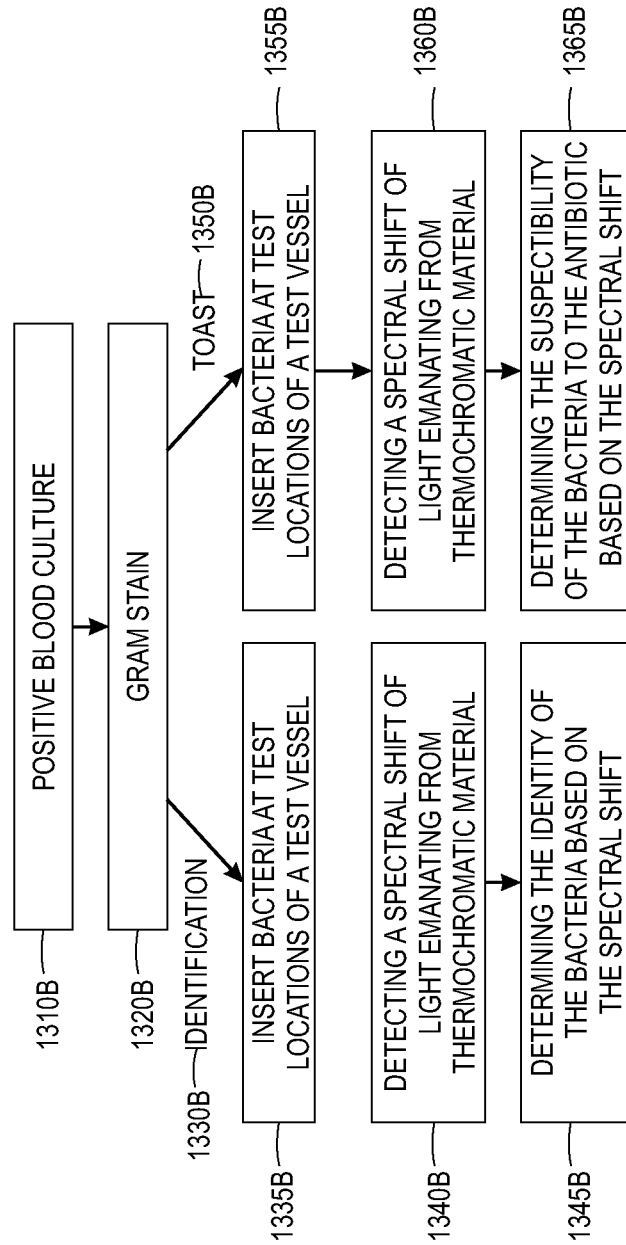 1310B
POSITIVE BLOOD CULTURE
1320B
GRAM STAIN
1330B
IDENTIFICATION
TOAST
1350B
1335B
INSERT BACTERIA AT TEST
LOCATIONS OF A TEST VESSEL
INSERT BACTERIA AT TEST
LOCATIONS OF A TEST VESSEL
1355B
1340B
DETECTING A SPECTRAL SHIFT OF
LIGHT EMANATING FROM
THERMOCHROMATIC MATERIAL
DETECTING A SPECTRAL SHIFT OF
LIGHT EMANATING FROM
THERMOCHROMATIC MATERIAL
1360B
1345B
DETERMINING THE IDENTITY OF
THE BACTERIA BASED ON
THE SPECTRAL SHIFT
DETERMINING THE SUSPECTIBILITY
OF THE BACTERIA TO THE ANTIBIOTIC
BASED ON THE SPECTRAL SHIFT
1365B